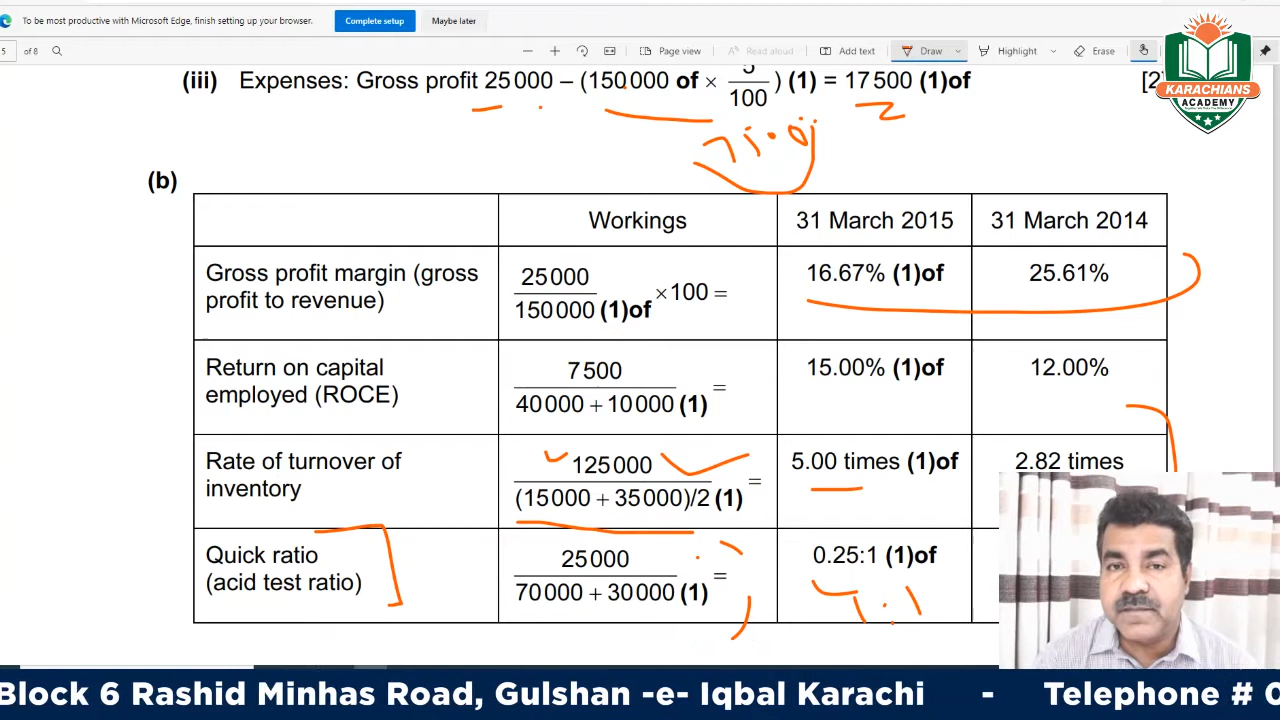 To be most productive with Microsoft Edge, finish setting up your browser. Complete setup Maybe later
5 of 8 Page view Read aloud Add text Draw Highlight Erase
(iii) Expenses: Gross profit 25 000 – (150 000 of × 5/100 ) (1) = 17 500 (1)of [2
KARACHIANS
ACADEMY
(b)
Workings 31 March 2015 31 March 2014
Gross profit margin (gross profit to revenue) 25 000 / 150 000 (1)of × 100 = 16.67% (1)of 25.61%
Return on capital employed (ROCE) 7 500 / 40 000 + 10 000 (1) = 15.00% (1)of 12.00%
Rate of turnover of inventory 125 000 / (15 000 + 35 000)/2 (1) = 5.00 times (1)of 2.82 times
Quick ratio (acid test ratio) 25 000 / 70 000 + 30 000 (1) = 0.25:1 (1)of
Block 6 Rashid Minhas Road, Gulshan -e- Iqbal Karachi - Telephone # 0